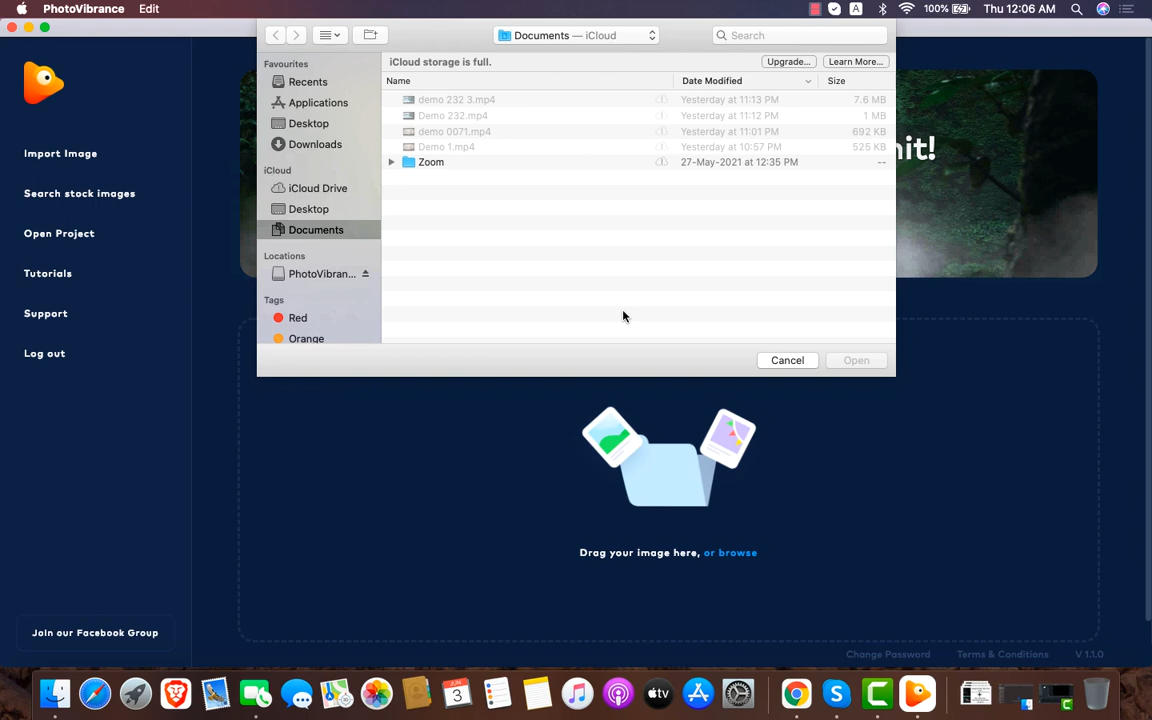 PhotoVibrance Edit A 100% Thu 12:06 AM
Documents — iCloud Search
Favourites
Recents
Applications
Desktop
Downloads
iCloud
iCloud Drive
Desktop
Documents
Locations
PhotoVibran...
Tags
Red
Orange
iCloud storage is full. Upgrade... Learn More...
Name Date Modified Size
demo 232 3.mp4 Yesterday at 11:13 PM 7.6 MB
Demo 232.mp4 Yesterday at 11:12 PM 1 MB
demo 0071.mp4 Yesterday at 11:01 PM 692 KB
Demo 1.mp4 Yesterday at 10:57 PM 525 KB
Zoom 27-May-2021 at 12:35 PM --
Cancel Open
Import Image
Search stock images
Open Project
Tutorials
Support
Log out
Join our Facebook Group
Drag your image here, or browse
Change Password Terms & Conditions V 1.1.0
JUN
3
tv